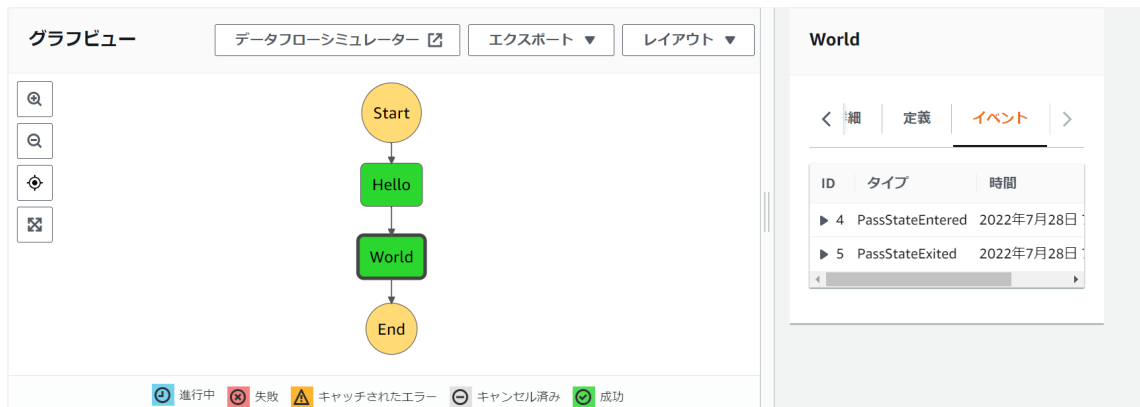 グラフビュー
データフローシミュレーター
エクスポート ▼
レイアウト ▼
Start
Hello
World
End
進行中
失敗
キャッチされたエラー
キャンセル済み
成功
World
細
定義
イベント
ID タイプ 時間
4 PassStateEntered 2022年7月28日
5 PassStateExited 2022年7月28日